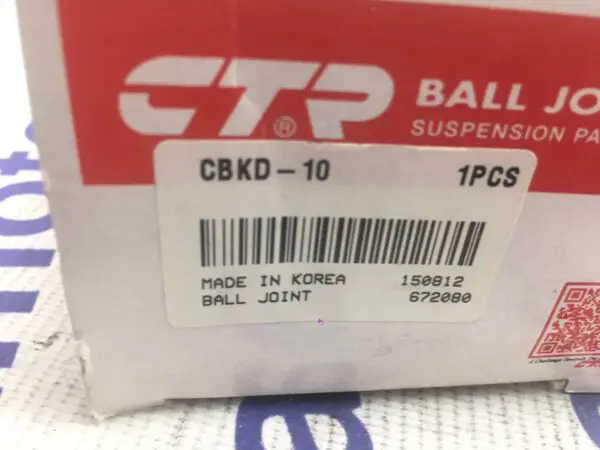 CTR®
BALL JO
SUSPENSION PA
CBKD-10 1PCS
MADE IN KOREA 150812
BALL JOINT 672080